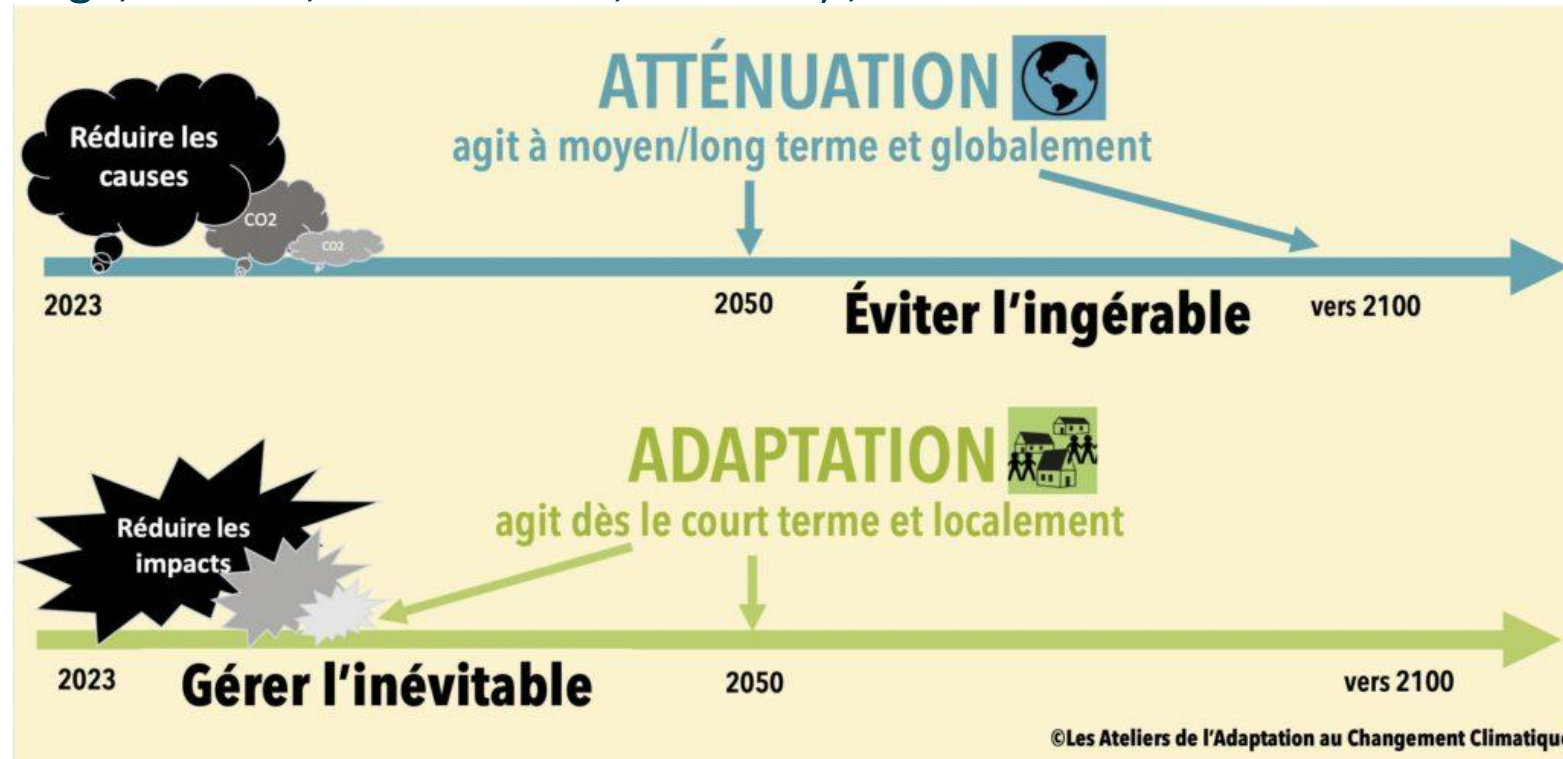 ATTÉNUATION
agit à moyen/long terme et globalement
Réduire les
causes
CO2
CO2
2023
2050
Éviter l'ingérable
vers 2100
ADAPTATION
agit dès le court terme et localement
Réduire les
impacts
2023
Gérer l'inévitable
2050
vers 2100
©Les Ateliers de l'Adaptation au Changement Climatique